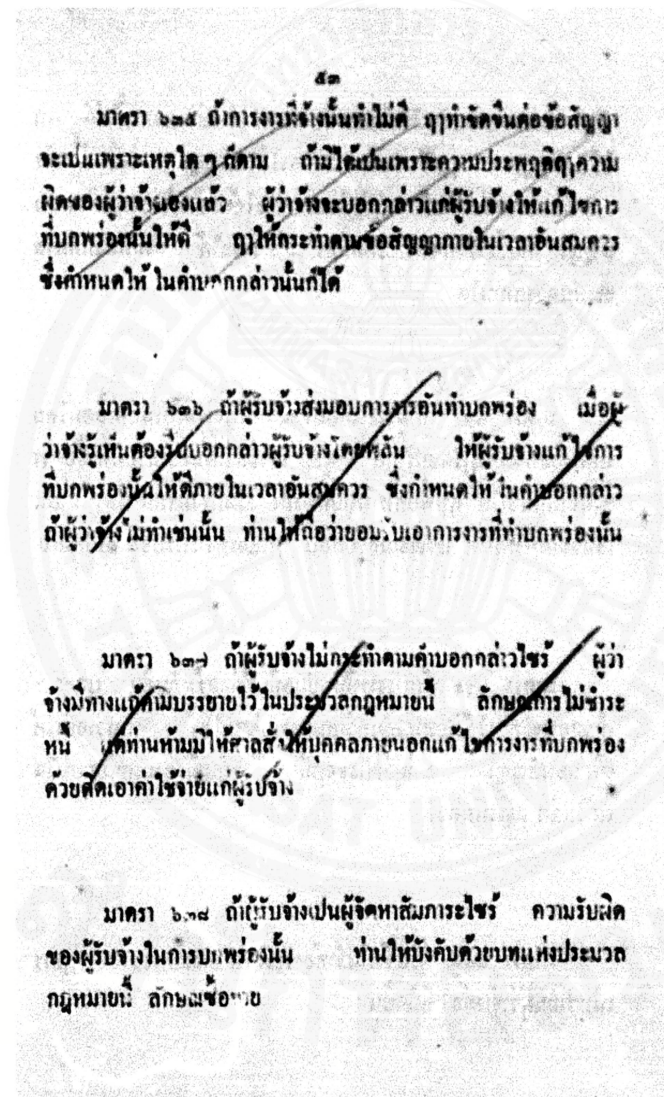 ๕๓
มาตรา ๖๓๕ ถ้าการงารที่จ้างนั้นทำไม่ดี ฤๅทำขัดขืนต่อข้อสัญญา
จะเป็นเพราะเหตุใด ๆ ก็ตาม ถ้ามิได้เป็นเพราะความประพฤติฤๅความ
ผิดของผู้ว่าจ้างเองแล้ว ผู้ว่าจ้างจะบอกกล่าวแก่ผู้รับจ้างให้แก้ไขการ
ที่บกพร่องนั้นให้ดี ฤๅให้กระทำตามข้อสัญญาภายในเวลาอันสมควร
ซึ่งกำหนดให้ ในคำบอกกล่าวนั้นก็ได้
มาตรา ๖๓๖ ถ้าผู้รับจ้างส่งมอบการงารอันทำบกพร่อง เมื่อผู้
ว่าจ้างรู้เห็นต้องรีบบอกกล่าวผู้รับจ้างโดยพลัน ให้ผู้รับจ้างแก้ไขการ
ที่บกพร่องนั้นให้ดีภายในเวลาอันสมควร ซึ่งกำหนดให้ ในคำบอกกล่าว
ถ้าผู้ว่าจ้างไม่ทำเช่นนั้น ท่านให้ถือว่ายอมรับเอาการงารที่ทำบกพร่องนั้น
มาตรา ๖๓๗ ถ้าผู้รับจ้างไม่กระทำตามคำบอกกล่าวไซร้ ผู้ว่า
จ้างมีทางแก้ดังมีบรรยายไว้ในประมวลกฎหมายนี้ ลักษณการไม่ชำระ
หนี้ แต่ท่านห้ามมิให้ศาลสั่งให้บุคคลภายนอกแก้ไขการงารที่บกพร่อง
ด้วยคิดเอาค่าใช้จ่ายแก่ผู้รับจ้าง
มาตรา ๖๓๘ ถ้าผู้รับจ้างเป็นผู้จัดหาสัมภาระไซร้ ความรับผิด
ของผู้รับจ้างในการบกพร่องนั้น ท่านให้บังคับด้วยบทแห่งประมวล
กฎหมายนี้ ลักษณซื้อขาย